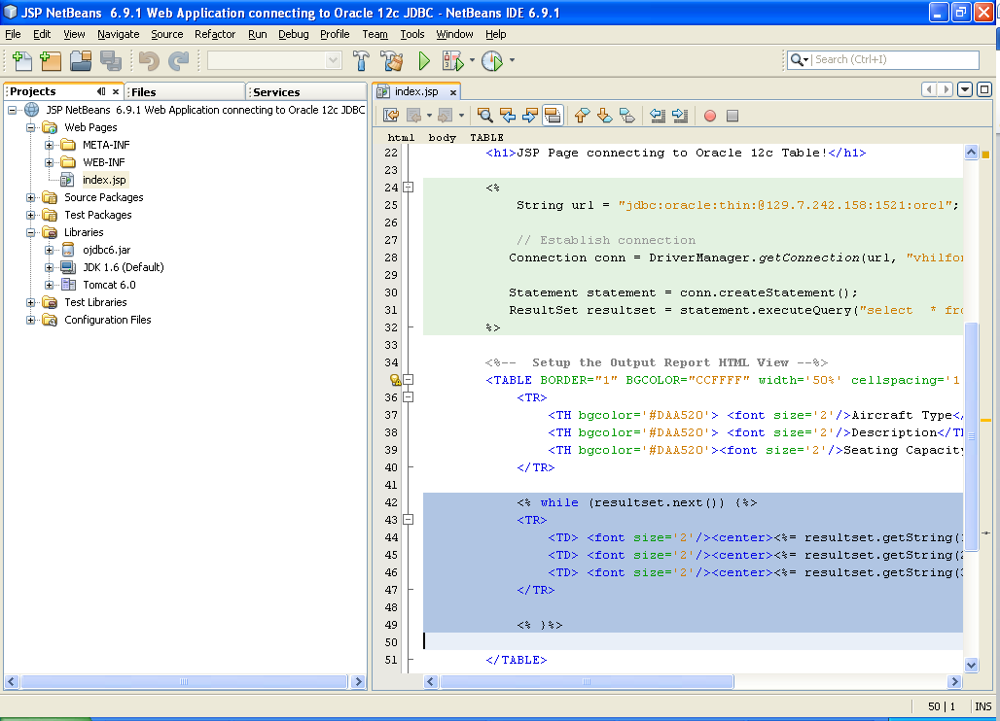 JSP NetBeans  6.9.1 Web Application connecting to Oracle 12c JDBC - NetBeans IDE 6.9.1
File Edit View Navigate Source Refactor Run Debug Profile Team Tools Window Help
Search (Ctrl+I)
Projects Files Services
JSP NetBeans  6.9.1 Web Application connecting to Oracle 12c JDBC
Web Pages
META-INF
WEB-INF
index.jsp
Source Packages
Test Packages
Libraries
ojdbc6.jar
JDK 1.6 (Default)
Tomcat 6.0
Test Libraries
Configuration Files
index.jsp
html body TABLE
22 <h1>JSP Page connecting to Oracle 12c Table!</h1>
23
24 <%
25 String url = "jdbc:oracle:thin:@129.7.242.158:1521:orcl";
26
27 // Establish connection
28 Connection conn = DriverManager.getConnection(url, "vhilfor
29
30 Statement statement = conn.createStatement();
31 ResultSet resultset = statement.executeQuery("select  * fro
32 %>
33
34 <%--  Setup the Output Report HTML View --%>
<TABLE BORDER="1" BGCOLOR="CCFFFF" width='50%' cellspacing='1
36 <TR>
37 <TH bgcolor='#DAA520'> <font size='2'/>Aircraft Type</
38 <TH bgcolor='#DAA520'> <font size='2'/>Description</TH
39 <TH bgcolor='#DAA520'><font size='2'/>Seating Capacity
40 </TR>
41
42 <% while (resultset.next()) {%>
43 <TR>
44 <TD> <font size='2'/><center><%= resultset.getString(1
45 <TD> <font size='2'/><center><%= resultset.getString(2
46 <TD> <font size='2'/><center><%= resultset.getString(3
47 </TR>
48
49 <% }%>
50
51 </TABLE>
50 | 1 INS